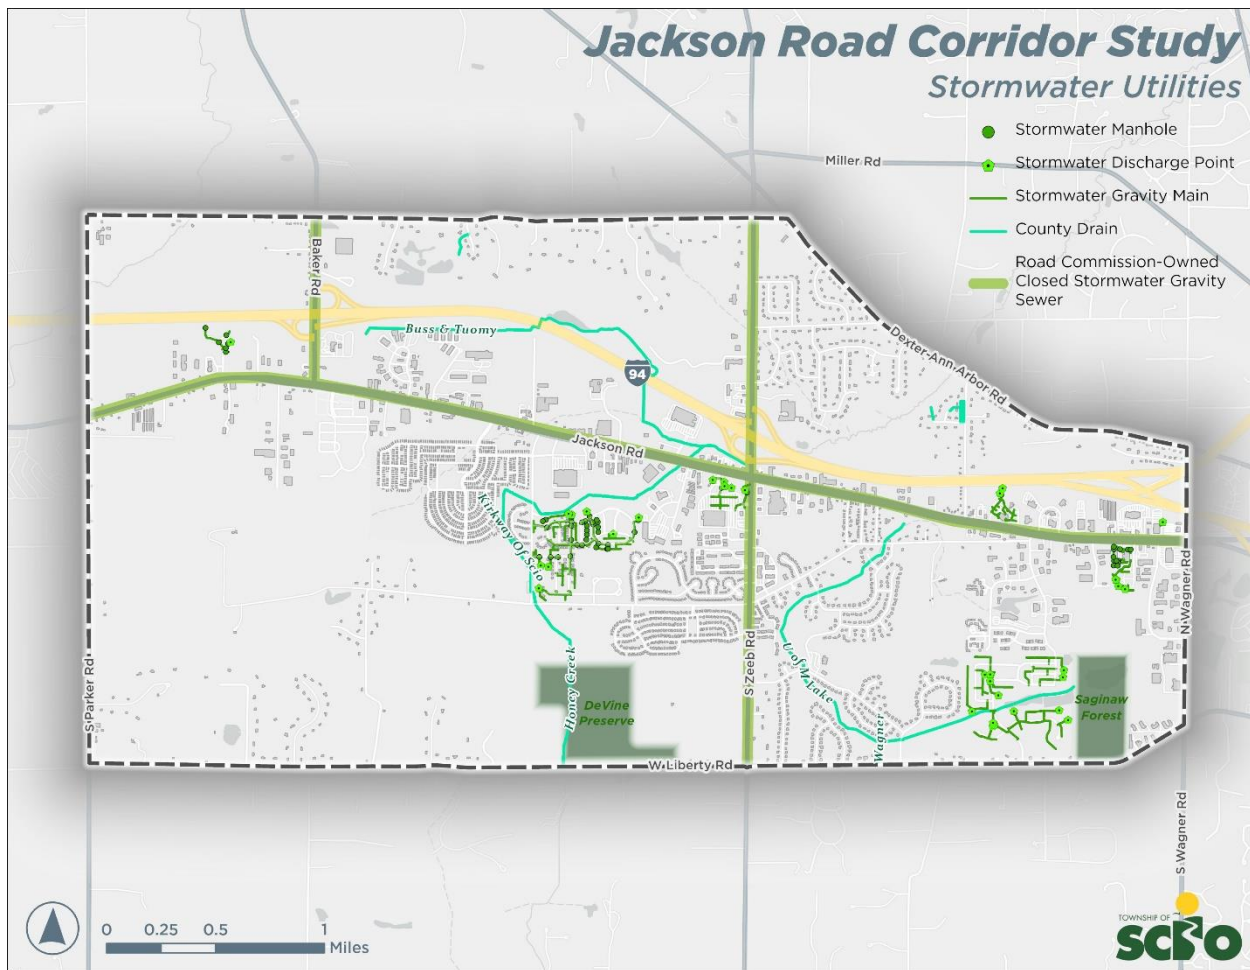 Jackson Road Corridor Study
Stormwater Utilities
Stormwater Manhole
Stormwater Discharge Point
Stormwater Gravity Main
County Drain
Road Commission-Owned
Closed Stormwater Gravity
Sewer
Miller Rd
Baker Rd
Dexter-Ann Arbor Rd
Buss & Tuomy
94
Jackson Rd
Kirkway Of Scio
N Wagner Rd
S Parker Rd
S Zeeb Rd
U of M Lake
Honey Creek
DeVine
Preserve
Wagner
Saginaw
Forest
W Liberty Rd
S Wagner Rd
0 0.25 0.5 1
Miles
TOWNSHIP OF
SCIO